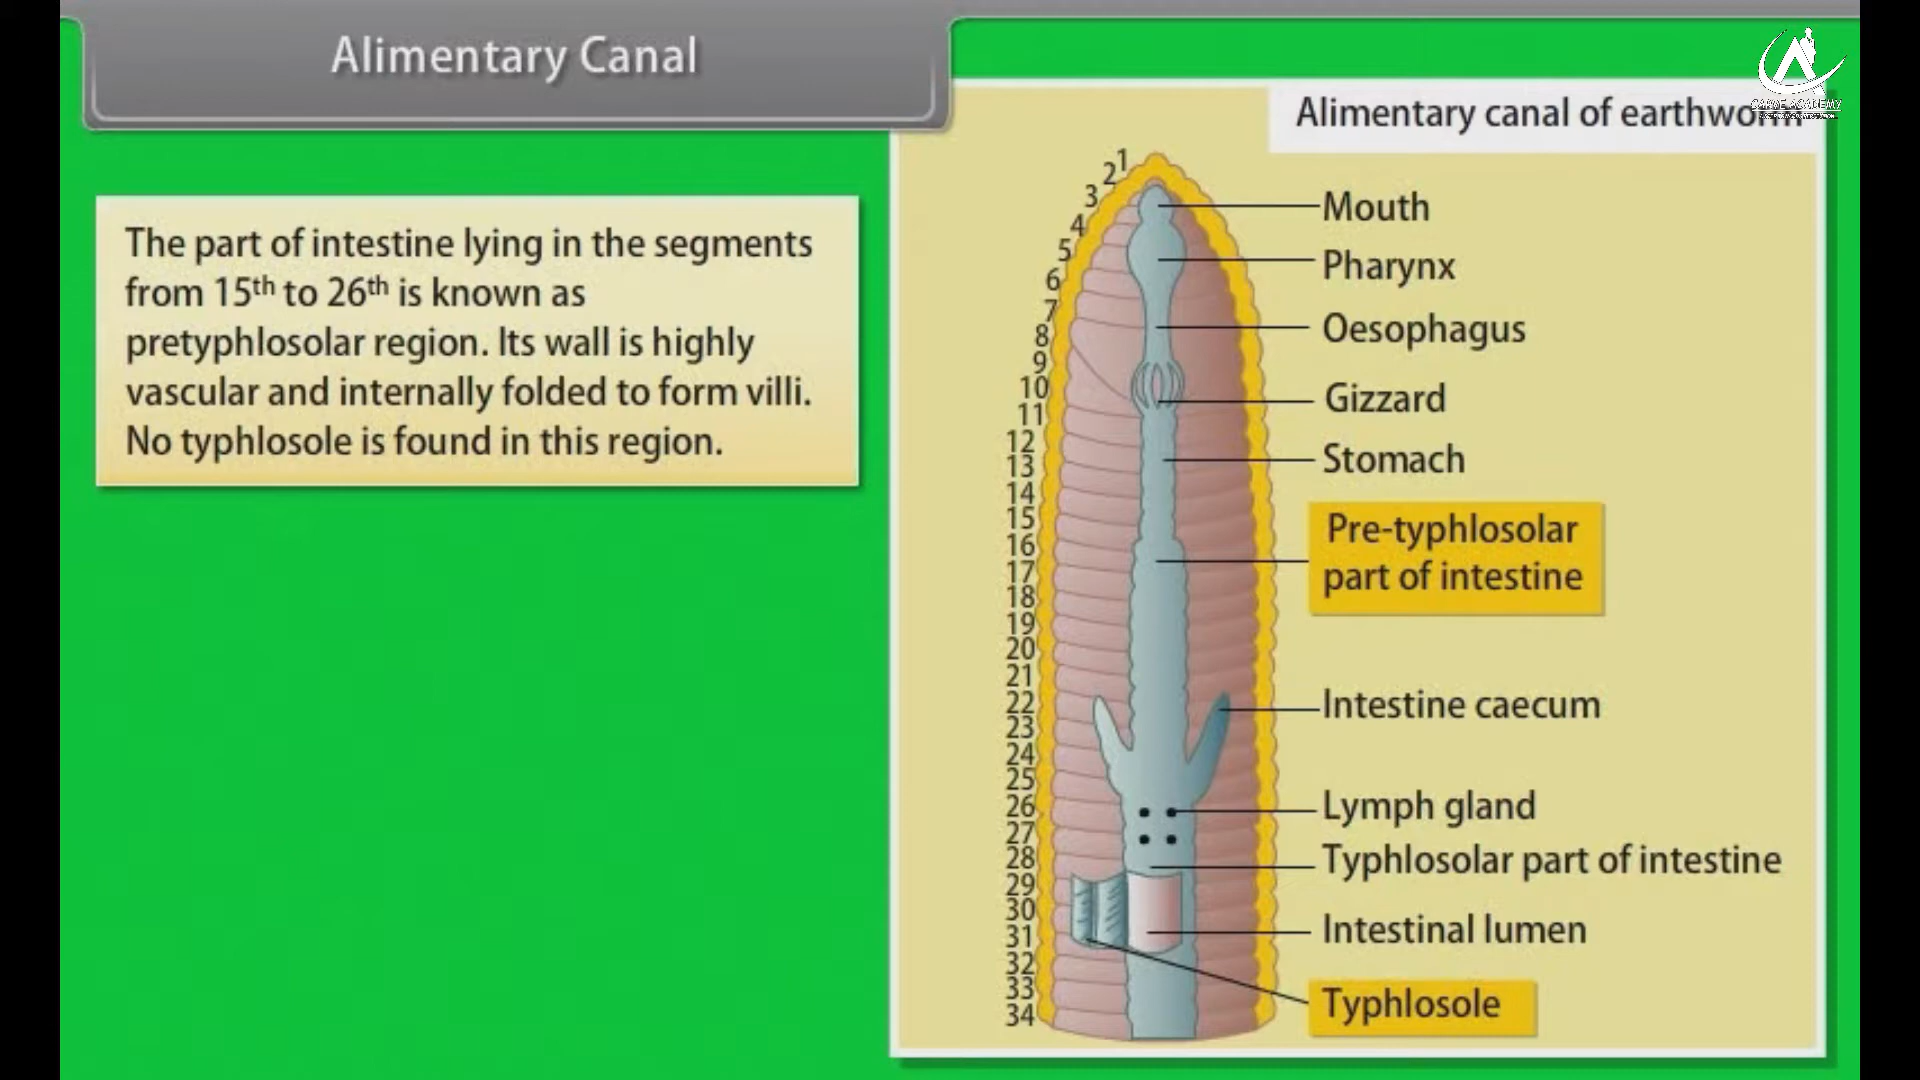 Alimentary Canal
Alimentary canal of earthworm
The part of intestine lying in the segments
from 15th to 26th is known as
pretyphlosolar region. Its wall is highly
vascular and internally folded to form villi.
No typhlosole is found in this region.
1
2
3
4
5
6
7
8
9
10
11
12
13
14
15
16
17
18
19
20
21
22
23
24
25
26
27
28
29
30
31
32
33
34
Mouth
Pharynx
Oesophagus
Gizzard
Stomach
Pre-typhlosolar
part of intestine
Intestine caecum
Lymph gland
Typhlosolar part of intestine
Intestinal lumen
Typhlosole